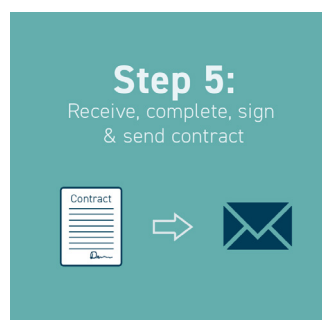 Step 5:
Receive, complete, sign
& send contract
Contract